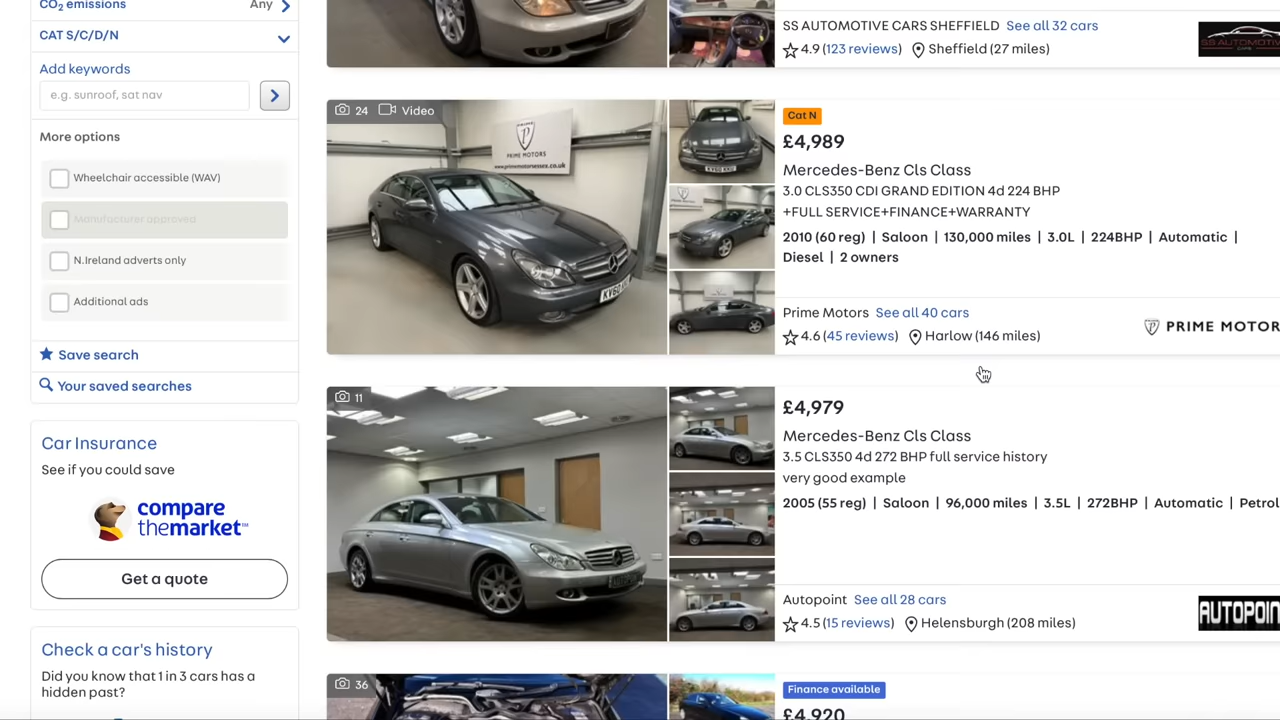 CO₂ emissions
Any
CAT S/C/D/N
Add keywords
e.g. sunroof, sat nav
More options
Wheelchair accessible (WAV)
Manufacturer approved
N.Ireland adverts only
Additional ads
Save search
Your saved searches
Car Insurance
See if you could save
compare
themarket
Get a quote
Check a car's history
Did you know that 1 in 3 cars has a
hidden past?
SS AUTOMOTIVE CARS SHEFFIELD See all 32 cars
4.9 (123 reviews) Sheffield (27 miles)
24 Video
PRIME MOTORS
www.primemotorsessex.co.uk
Cat N
£4,989
Mercedes-Benz Cls Class
3.0 CLS350 CDI GRAND EDITION 4d 224 BHP
+FULL SERVICE+FINANCE+WARRANTY
2010 (60 reg) | Saloon | 130,000 miles | 3.0L | 224BHP | Automatic |
Diesel | 2 owners
Prime Motors See all 40 cars
4.6 (45 reviews) Harlow (146 miles)
PRIME MOTOR
11
£4,979
Mercedes-Benz Cls Class
3.5 CLS350 4d 272 BHP full service history
very good example
2005 (55 reg) | Saloon | 96,000 miles | 3.5L | 272BHP | Automatic | Petrol
Autopoint See all 28 cars
4.5 (15 reviews) Helensburgh (208 miles)
AUTOPOIN
36
Finance available
£4,920